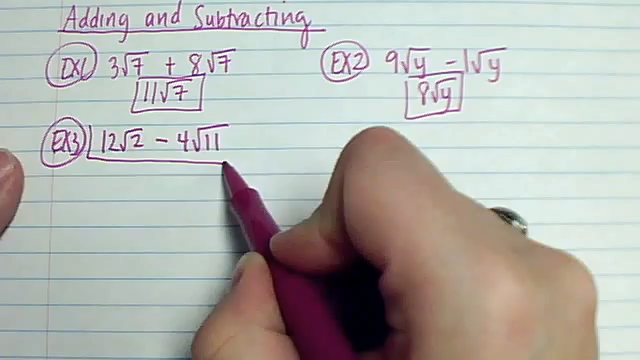 Adding and Subtracting
EX1 3√7 + 8√7
11√7
EX2 9√y - 1√y
8√y
EX3 12√2 - 4√11